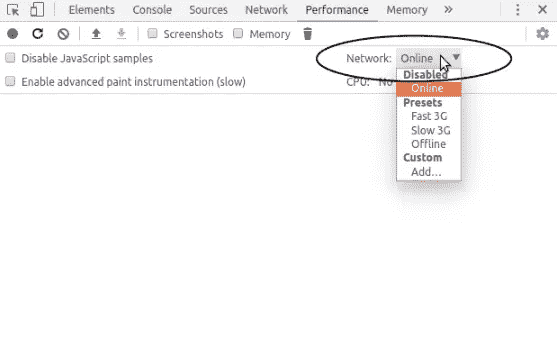 Elements Console Sources Network Performance Memory »
Screenshots Memory
Disable JavaScript samples Network: Online
Enable advanced paint instrumentation (slow) CPU: No
Disabled
Online
Presets
Fast 3G
Slow 3G
Offline
Custom
Add...